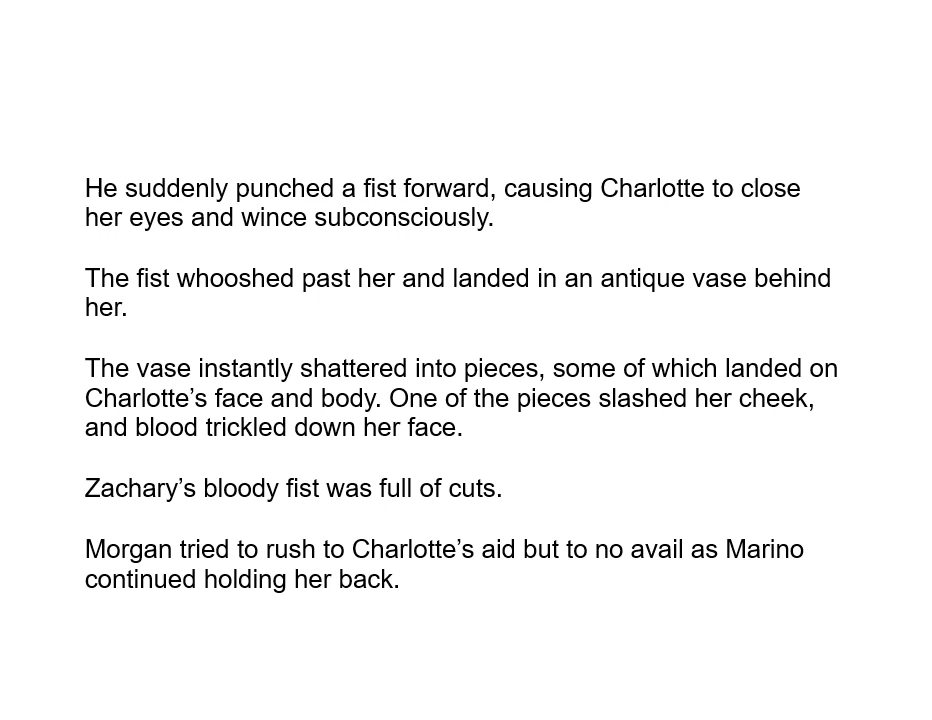 He suddenly punched a fist forward, causing Charlotte to close
her eyes and wince subconsciously.
The fist whooshed past her and landed in an antique vase behind
her.
The vase instantly shattered into pieces, some of which landed on
Charlotte’s face and body. One of the pieces slashed her cheek,
and blood trickled down her face.
Zachary’s bloody fist was full of cuts.
Morgan tried to rush to Charlotte’s aid but to no avail as Marino
continued holding her back.